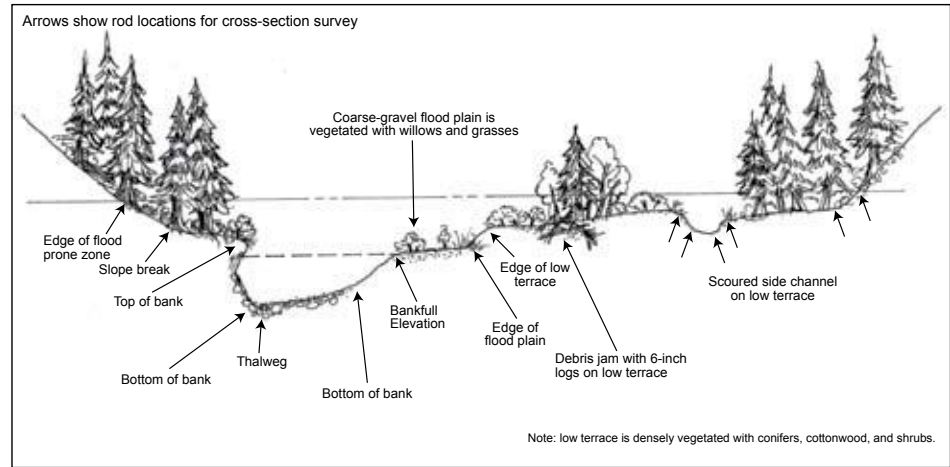 Arrows show rod locations for cross-section survey
Coarse-gravel flood plain is
vegetated with willows and grasses
Edge of flood
prone zone
Slope break
Top of bank
Bottom of bank
Thalweg
Bottom of bank
Bankfull
Elevation
Edge of
flood plain
Edge of low
terrace
Debris jam with 6-inch
logs on low terrace
Scoured side channel
on low terrace
Note: low terrace is densely vegetated with conifers, cottonwood, and shrubs.